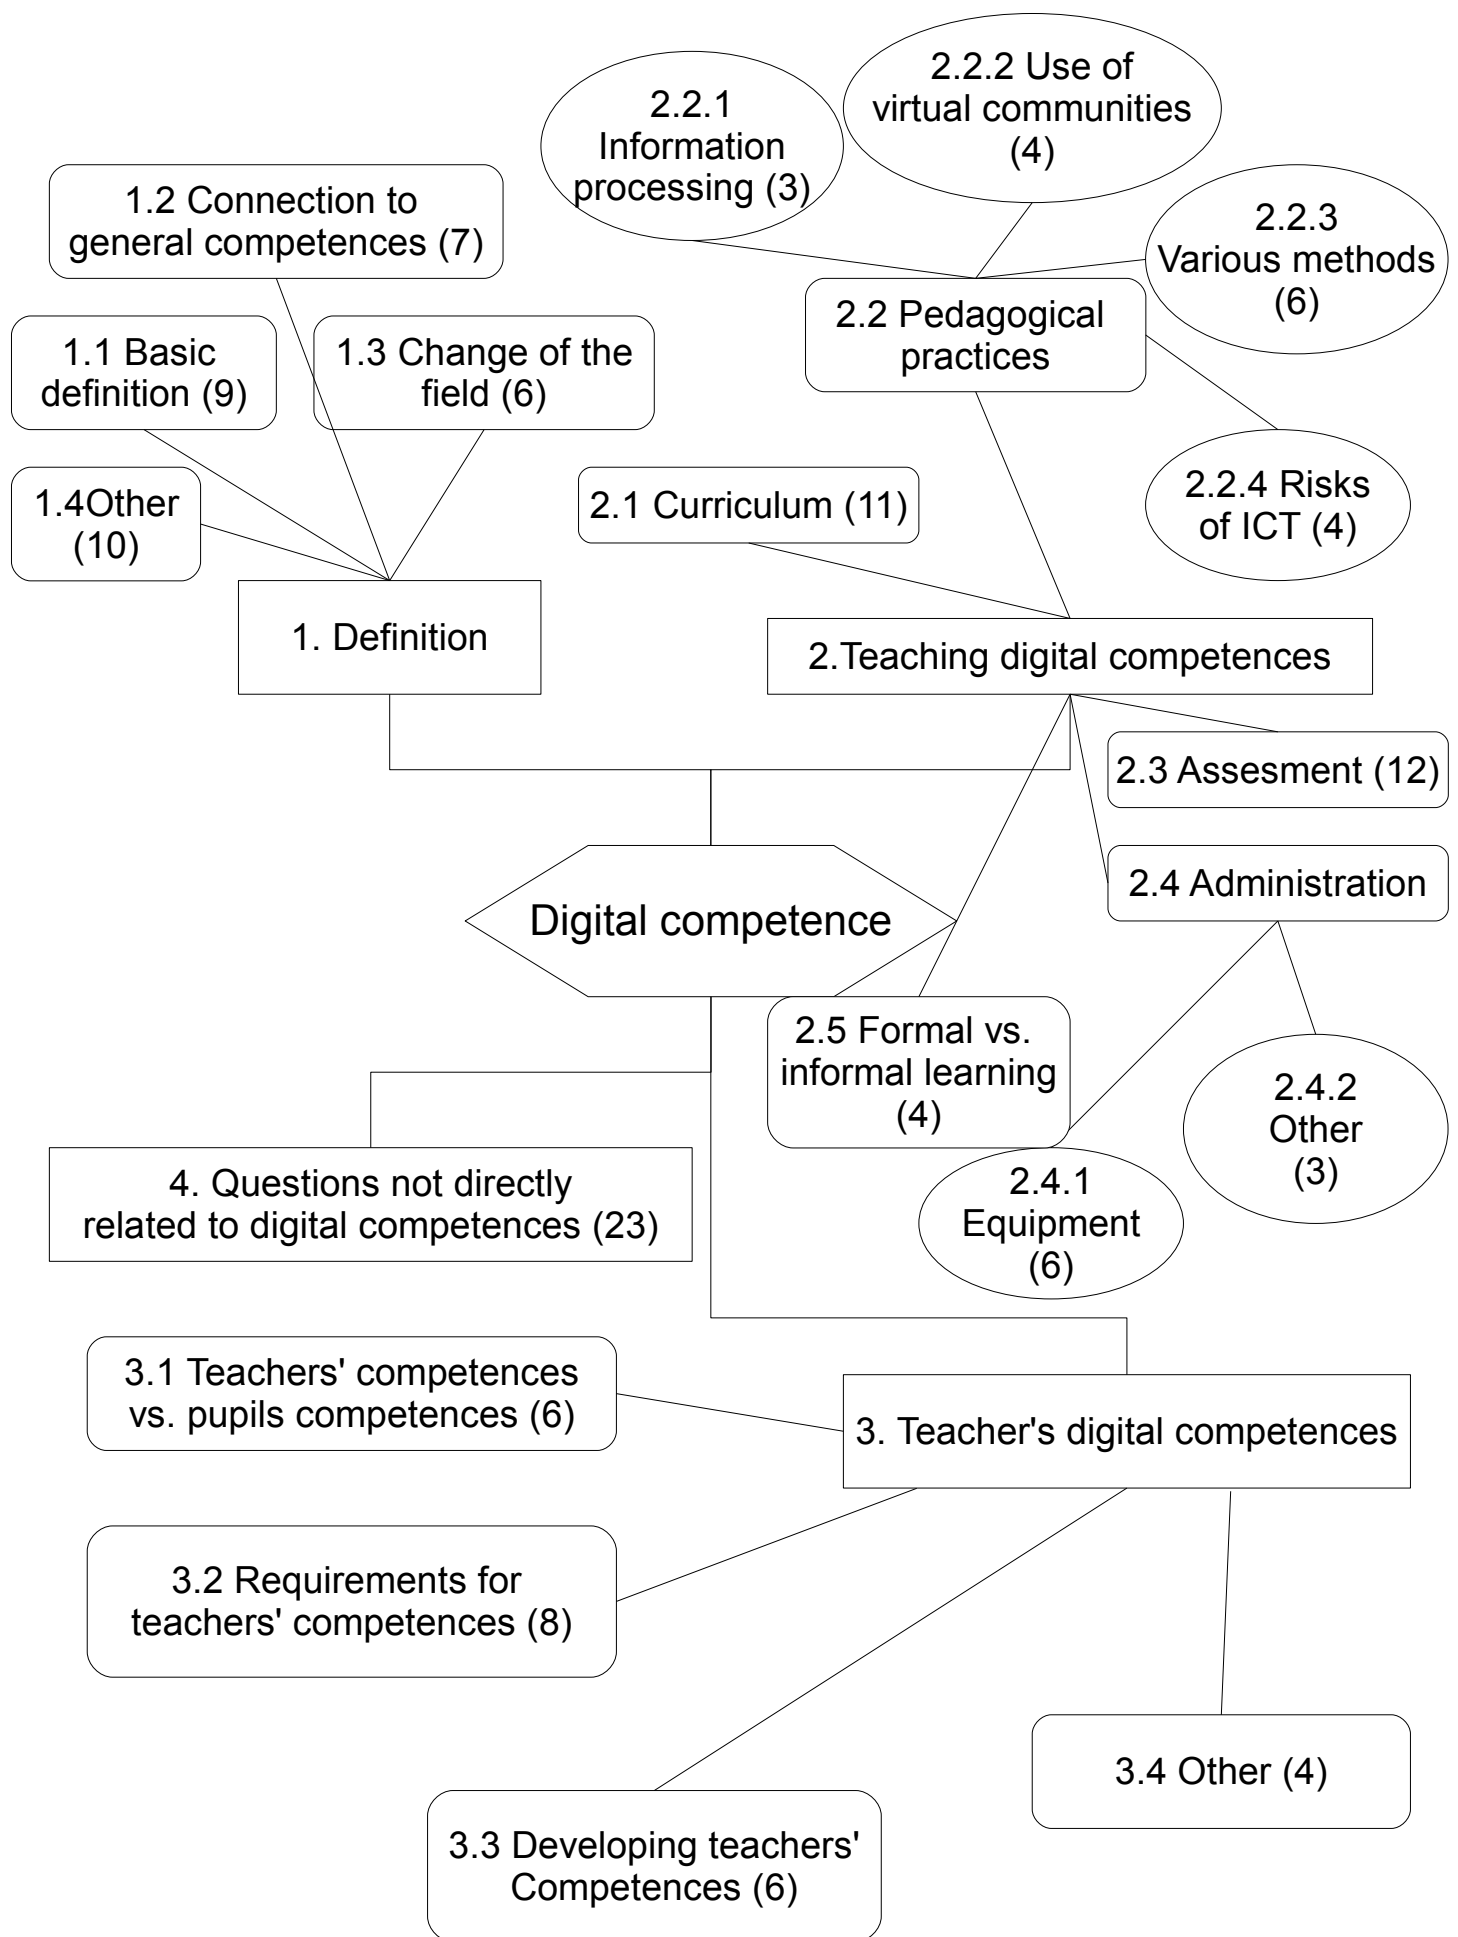 2.2.2 Use of
virtual communities
(4)
2.2.1
Information
processing (3)
1.2 Connection to
general competences (7)
2.2.3
Various methods
(6)
2.2 Pedagogical
practices
1.1 Basic
definition (9)
1.3 Change of the
field (6)
1.4Other
(10)
2.1 Curriculum (11)
2.2.4 Risks
of ICT (4)
1. Definition
2.Teaching digital competences
2.3 Assesment (12)
2.4 Administration
Digital competence
2.5 Formal vs.
informal learning
(4)
2.4.2
Other
(3)
4. Questions not directly
related to digital competences (23)
2.4.1
Equipment
(6)
3.1 Teachers' competences
vs. pupils competences (6)
3. Teacher's digital competences
3.2 Requirements for
teachers' competences (8)
3.4 Other (4)
3.3 Developing teachers'
Competences (6)